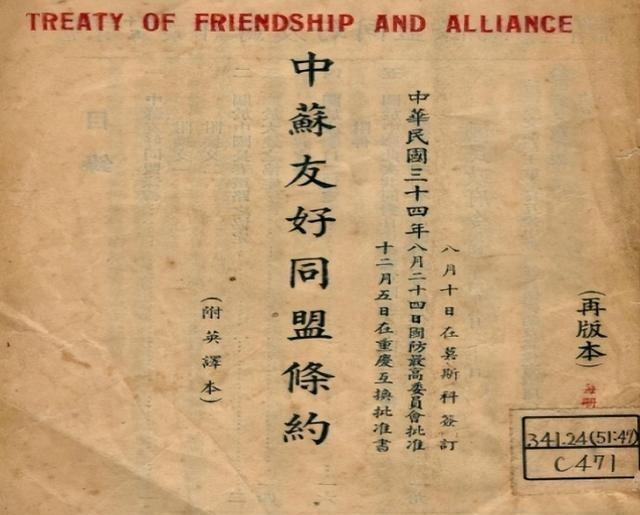 TREATY OF FRIENDSHIP AND ALLIANCE
(再版本)
八月十日在莫斯科簽訂
中華民國三十四年八月二十四日國防最高委員會批准
十二月五日在重慶互換批准書
中蘇友好同盟條約
(附英譯本)
341.24(51:47)
C471